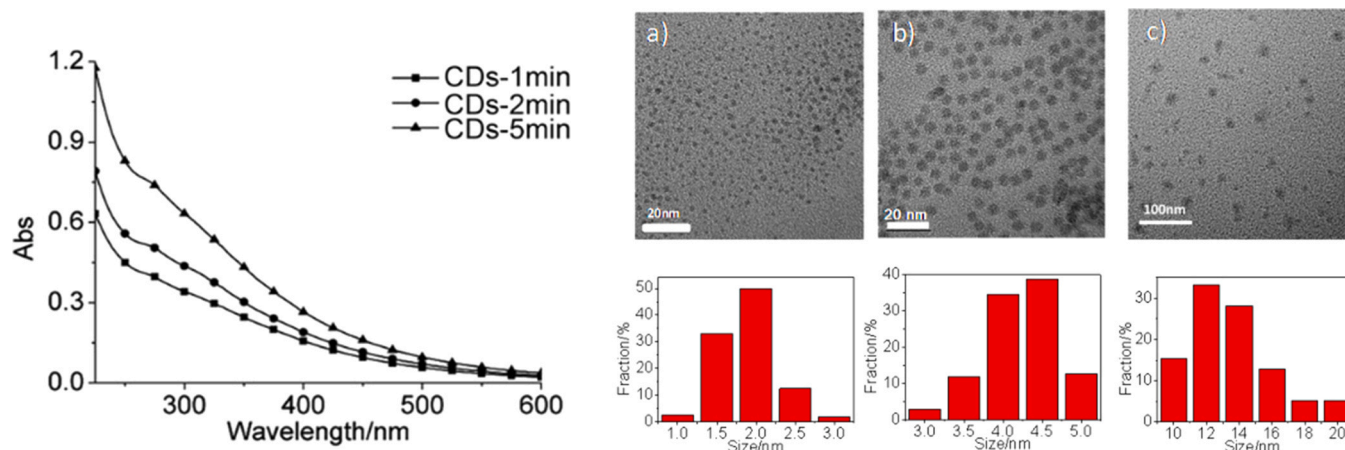 1.2
0.9
0.6
0.3
0.0
Abs
300 400 500 600
Wavelength/nm
CDs-1min
CDs-2min
CDs-5min
a)
20nm
b)
20 nm
c)
100nm
50
40
30
20
10
0
Fraction/%
1.0 1.5 2.0 2.5 3.0
Size/nm
40
30
20
10
0
Fraction/%
3.0 3.5 4.0 4.5 5.0
Size/nm
30
20
10
0
Fraction/%
10 12 14 16 18 20
Size/nm